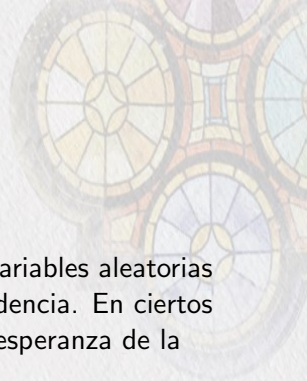 ariables aleatorias
dencia. En ciertos
esperanza de la